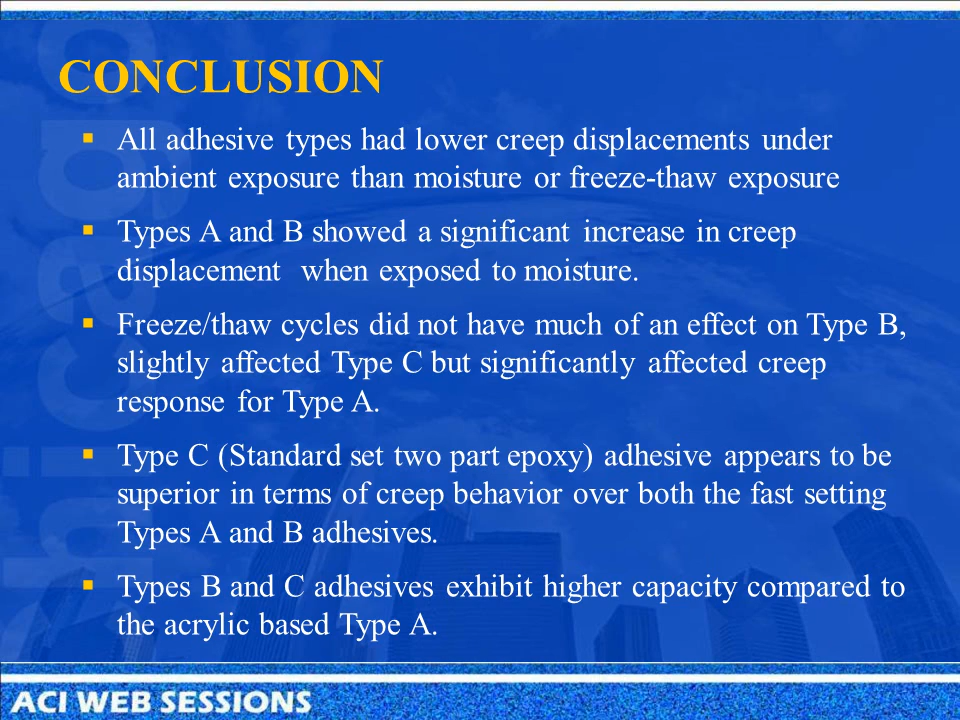 CONCLUSION
All adhesive types had lower creep displacements under
ambient exposure than moisture or freeze-thaw exposure
Types A and B showed a significant increase in creep
displacement when exposed to moisture.
Freeze/thaw cycles did not have much of an effect on Type B,
slightly affected Type C but significantly affected creep
response for Type A.
Type C (Standard set two part epoxy) adhesive appears to be
superior in terms of creep behavior over both the fast setting
Types A and B adhesives.
Types B and C adhesives exhibit higher capacity compared to
the acrylic based Type A.
ACI WEB SESSIONS